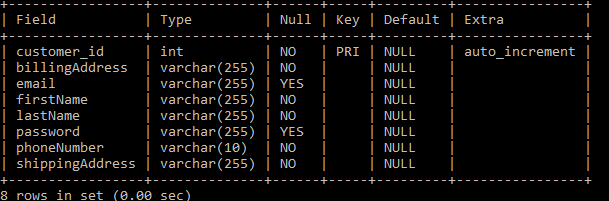 +-----------------+--------------+------+-----+---------+----------------+
| Field           | Type         | Null | Key | Default | Extra          |
+-----------------+--------------+------+-----+---------+----------------+
| customer_id     | int          | NO   | PRI | NULL    | auto_increment |
| billingAddress  | varchar(255) | NO   |     | NULL    |                |
| email           | varchar(255) | YES  |     | NULL    |                |
| firstName       | varchar(255) | NO   |     | NULL    |                |
| lastName        | varchar(255) | NO   |     | NULL    |                |
| password        | varchar(255) | YES  |     | NULL    |                |
| phoneNumber     | varchar(10)  | NO   |     | NULL    |                |
| shippingAddress | varchar(255) | NO   |     | NULL    |                |
+-----------------+--------------+------+-----+---------+----------------+
8 rows in set (0.00 sec)